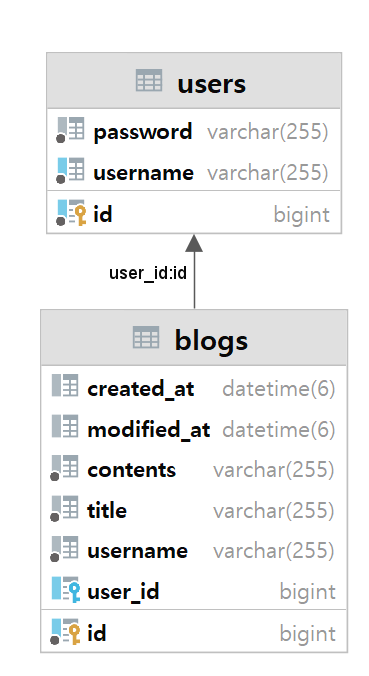 users
password varchar(255)
username varchar(255)
id bigint
user_id:id
blogs
created_at datetime(6)
modified_at datetime(6)
contents varchar(255)
title varchar(255)
username varchar(255)
user_id bigint
id bigint